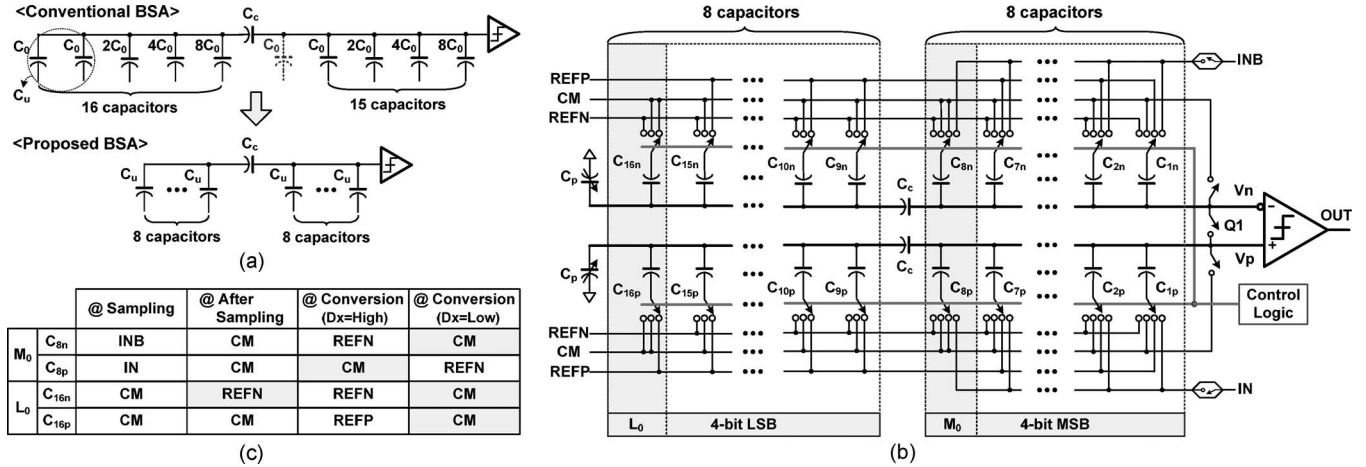 <Conventional BSA>
Cc
C0 C0 2C0 4C0 8C0 C0 C0 2C0 4C0 8C0
Cu
16 capacitors 15 capacitors
<Proposed BSA>
Cc
Cu Cu Cu Cu
8 capacitors 8 capacitors
(a)
@ Sampling @ After Sampling @ Conversion (Dx=High) @ Conversion (Dx=Low)
M0 C8n INB CM REFN CM
C8p IN CM CM REFN
L0 C16n CM REFN REFN CM
C16p CM CM REFP CM
(c)
8 capacitors 8 capacitors
REFP
CM
REFN
INB
C16n C15n C10n C9n C8n C7n C2n C1n
Cp Cc
Vn
Q1
OUT
Vp
Cp Cc
C16p C15p C10p C9p C8p C7p C2p C1p
Control
Logic
REFN
CM
REFP
IN
L0 4-bit LSB M0 4-bit MSB
(b)